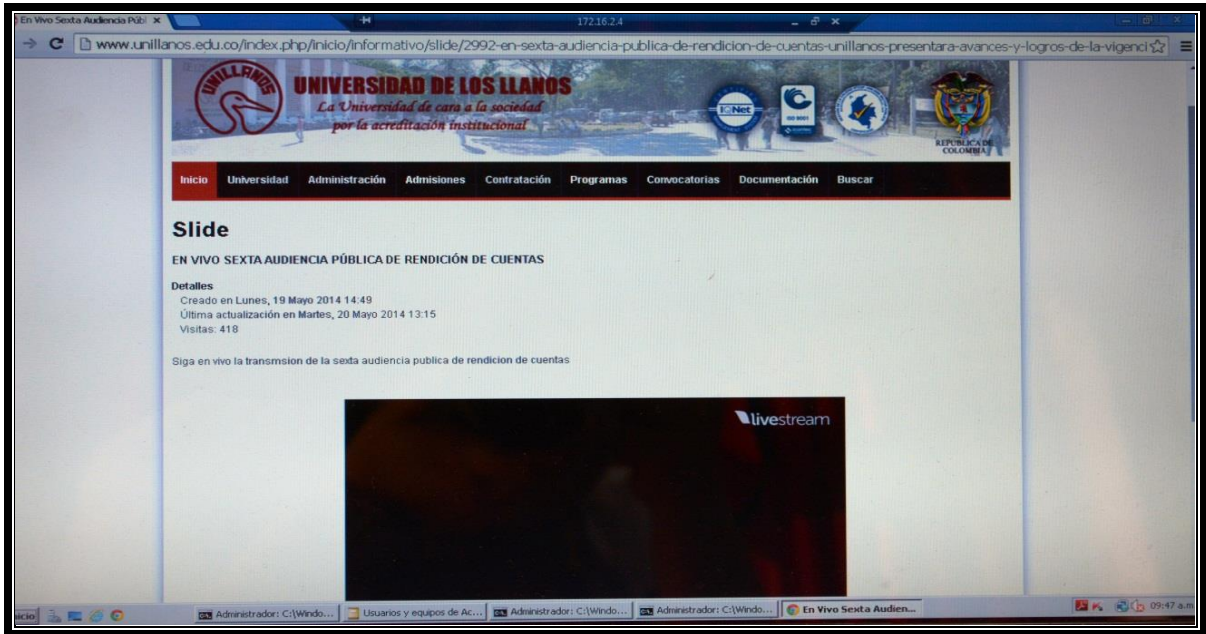 En Vivo Sexta Audiencia Públ
172.16.2.4
www.unillanos.edu.co/index.php/inicio/informativo/slide/2992-en-sexta-audiencia-publica-de-rendicion-de-cuentas-unillanos-presentara-avances-y-logros-de-la-vigenci
UNILLANOS
UNIVERSIDAD DE LOS LLANOS
La Universidad de cara a la sociedad
por la acreditación institucional
IQNet
ISO 9001
REPUBLICA DE
COLOMBIA
Inicio Universidad Administración Admisiones Contratación Programas Convocatorias Documentación Buscar
Slide
EN VIVO SEXTA AUDIENCIA PÚBLICA DE RENDICIÓN DE CUENTAS
Detalles
Creado en Lunes, 19 Mayo 2014 14:49
Última actualización en Martes, 20 Mayo 2014 13:15
Visitas: 418
Siga en vivo la transmsion de la sexta audiencia publica de rendicion de cuentas
livestream
nicio Administrador: C:\Windo... Usuarios y equipos de Ac... Administrador: C:\Windo... Administrador: C:\Windo... En Vivo Sexta Audien... 09:47 a.m